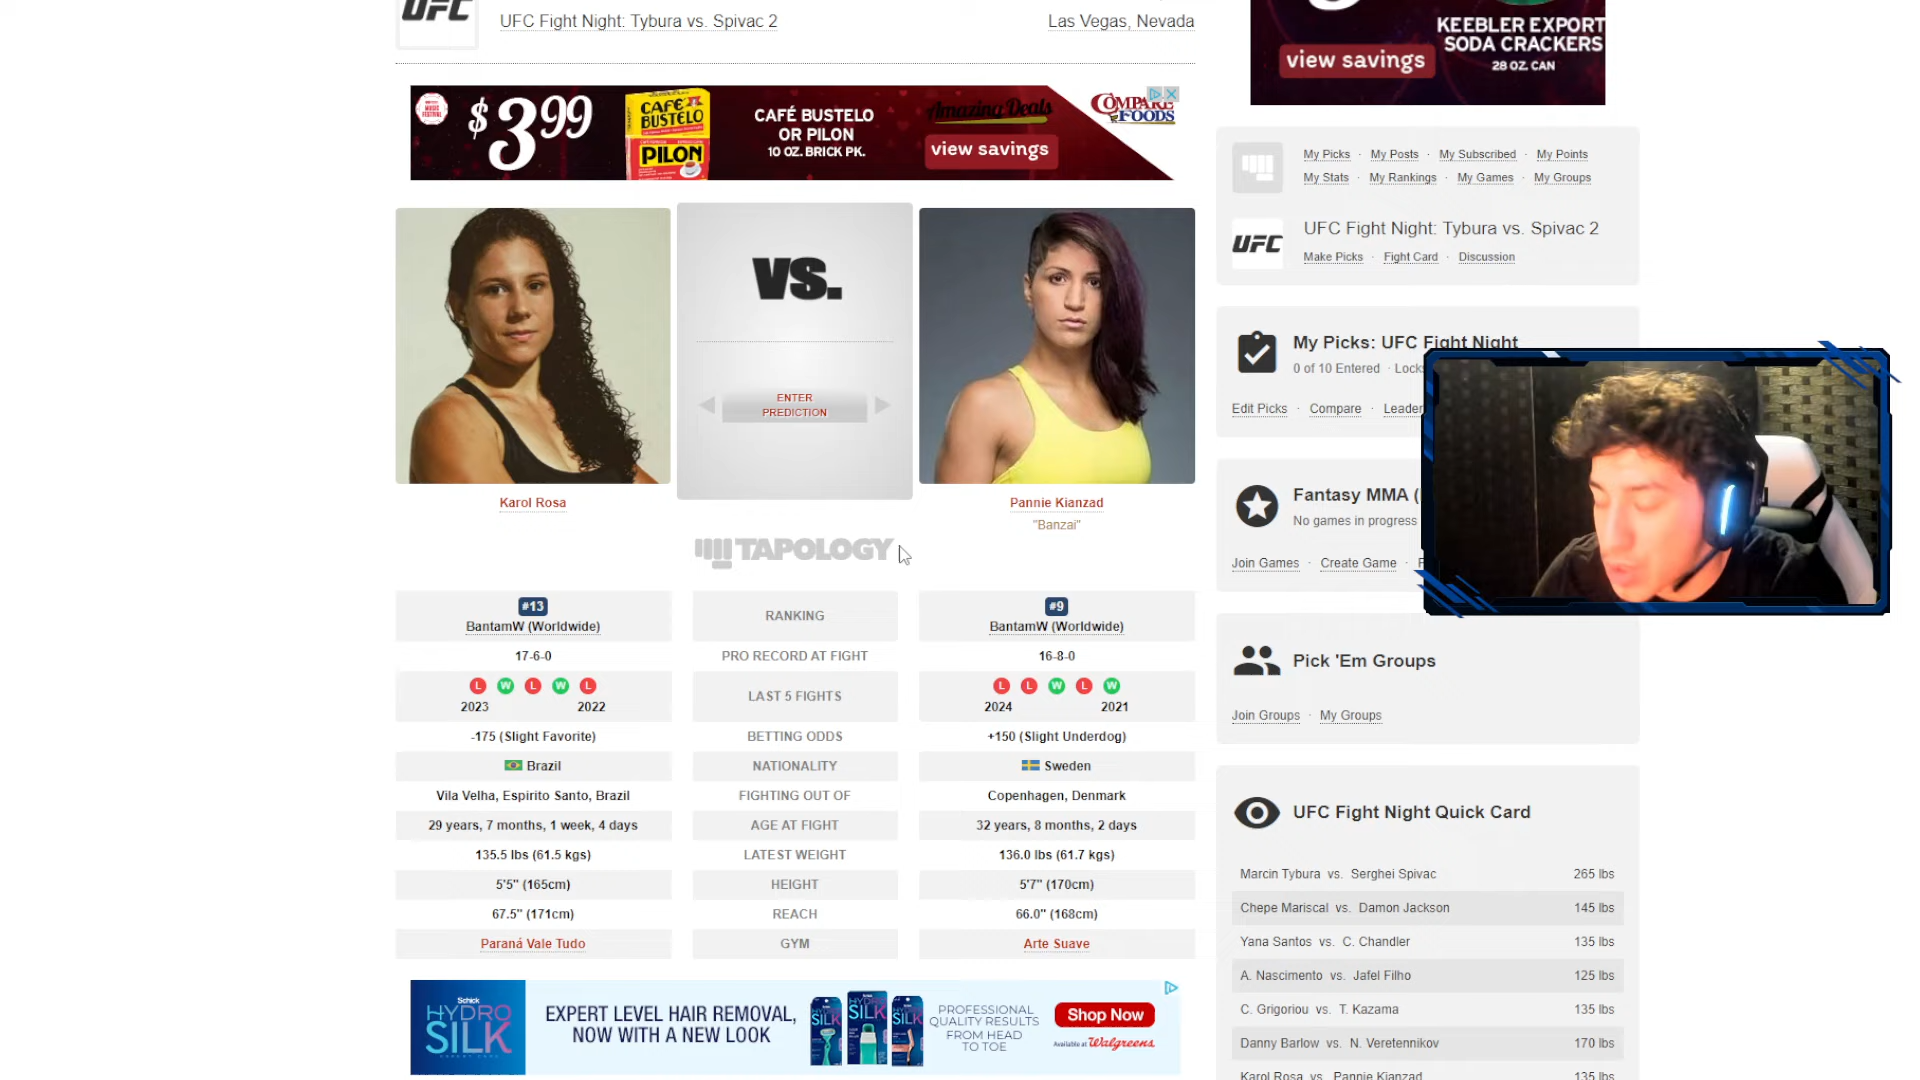 UFC
UFC Fight Night: Tybura vs. Spivac 2
Las Vegas, Nevada
$3.99
CAFÉ BUSTELO
PILON
CAFÉ BUSTELO
OR PILON
10 OZ. BRICK PK.
Amazing Deals
view savings
COMPARE
FOODS
KEEBLER EXPORT
SODA CRACKERS
28 OZ. CAN
view savings
My Picks · My Posts · My Subscribed · My Points
My Stats · My Rankings · My Games · My Groups
UFC
UFC Fight Night: Tybura vs. Spivac 2
Make Picks · Fight Card · Discussion
VS.
ENTER
PREDICTION
Karol Rosa
Pannie Kianzad
"Banzai"
TAPOLOGY
My Picks: UFC Fight Night
0 of 10 Entered ·
Edit Picks · Compare ·
Fantasy MMA (
No games in progress
Join Games · Create Game ·
Pick 'Em Groups
Join Groups · My Groups
#13
BantamW (Worldwide)
RANKING
#9
BantamW (Worldwide)
17-6-0
PRO RECORD AT FIGHT
16-8-0
L W L W L
2023 2022
LAST 5 FIGHTS
L L W L W
2024 2021
-175 (Slight Favorite)
BETTING ODDS
+150 (Slight Underdog)
Brazil
NATIONALITY
Sweden
Vila Velha, Espirito Santo, Brazil
FIGHTING OUT OF
Copenhagen, Denmark
29 years, 7 months, 1 week, 4 days
AGE AT FIGHT
32 years, 8 months, 2 days
135.5 lbs (61.5 kgs)
LATEST WEIGHT
136.0 lbs (61.7 kgs)
5'5" (165cm)
HEIGHT
5'7" (170cm)
67.5" (171cm)
REACH
66.0" (168cm)
Paraná Vale Tudo
GYM
Arte Suave
UFC Fight Night Quick Card
Marcin Tybura vs. Serghei Spivac 265 lbs
Chepe Mariscal vs. Damon Jackson 145 lbs
Yana Santos vs. C. Chandler 135 lbs
A. Nascimento vs. Jafel Filho 125 lbs
C. Grigoriou vs. T. Kazama 135 lbs
Danny Barlow vs. N. Veretennikov 170 lbs
Karol Rosa vs. Pannie Kianzad 135 lbs
Schick
HYDRO
SILK
EXPERT LEVEL HAIR REMOVAL,
NOW WITH A NEW LOOK
PROFESSIONAL
QUALITY RESULTS
FROM HEAD
TO TOE
Shop Now
Available at Walgreens